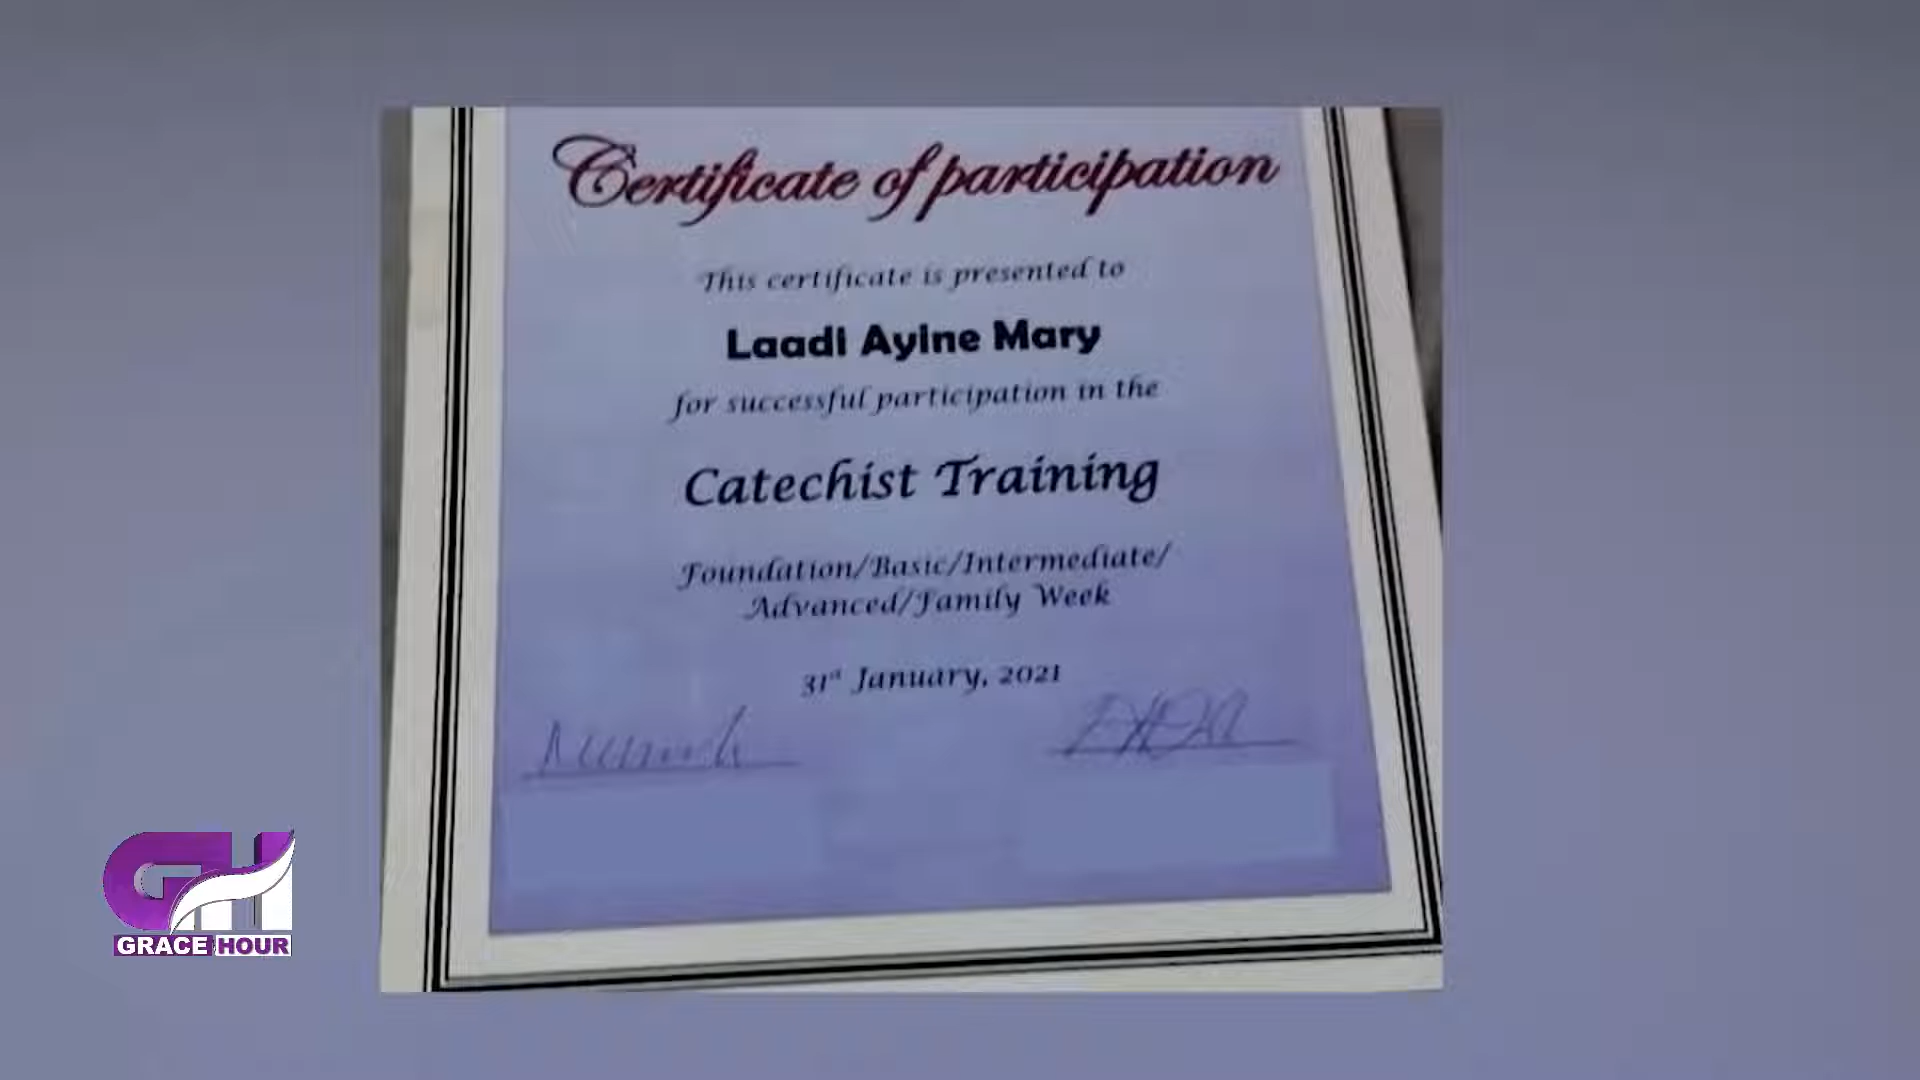 Certificate of participation
This certificate is presented to
Laadi Ayine Mary
for successful participation in the
Catechist Training
Foundation/Basic/Intermediate/
Advanced/Family Week
31st January, 2021
GH
GRACE HOUR